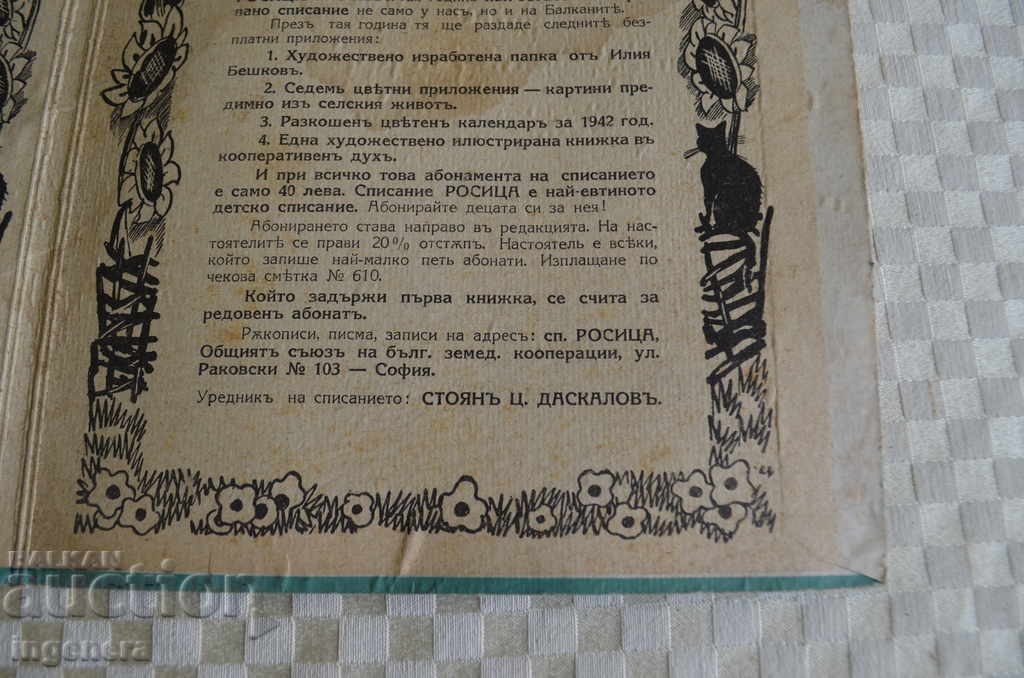 пано списание не само у насъ, но и на Балканитѣ.
Презъ тая година тя ще раздаде следнитѣ без-
платни приложения:
1. Художествено изработена папка отъ Илия
Бешковъ.
2. Седемь цвѣтни приложения — картини пре-
димно изъ селския животъ.
3. Разкошенъ цвѣтенъ календаръ за 1942 год.
4. Една художествено илюстрирана книжка въ
кооперативенъ духъ.
И при всичко това абонамента на списанието
е само 40 лева. Списание РОСИЦА е най-евтиното
детско списание. Абонирайте децата си за нея!
Абонирането става направо въ редакцията. На нас-
тоятелитѣ се прави 20% отстѫпъ. Настоятель е всѣки,
който запише най-малко петь абонати. Изплащане по
чекова смѣтка № 610.
Който задържи първа книжка, се счита за
редовенъ абонатъ.
Рѫкописи, писма, записи на адресъ: сп. РОСИЦА,
Общиятъ съюзъ на бълг. земед. кооперации, ул.
Раковски № 103 — София.
Уредникъ на списанието: СТОЯНЪ Ц. ДАСКАЛОВЪ.
BALKAN
auction
ingenera